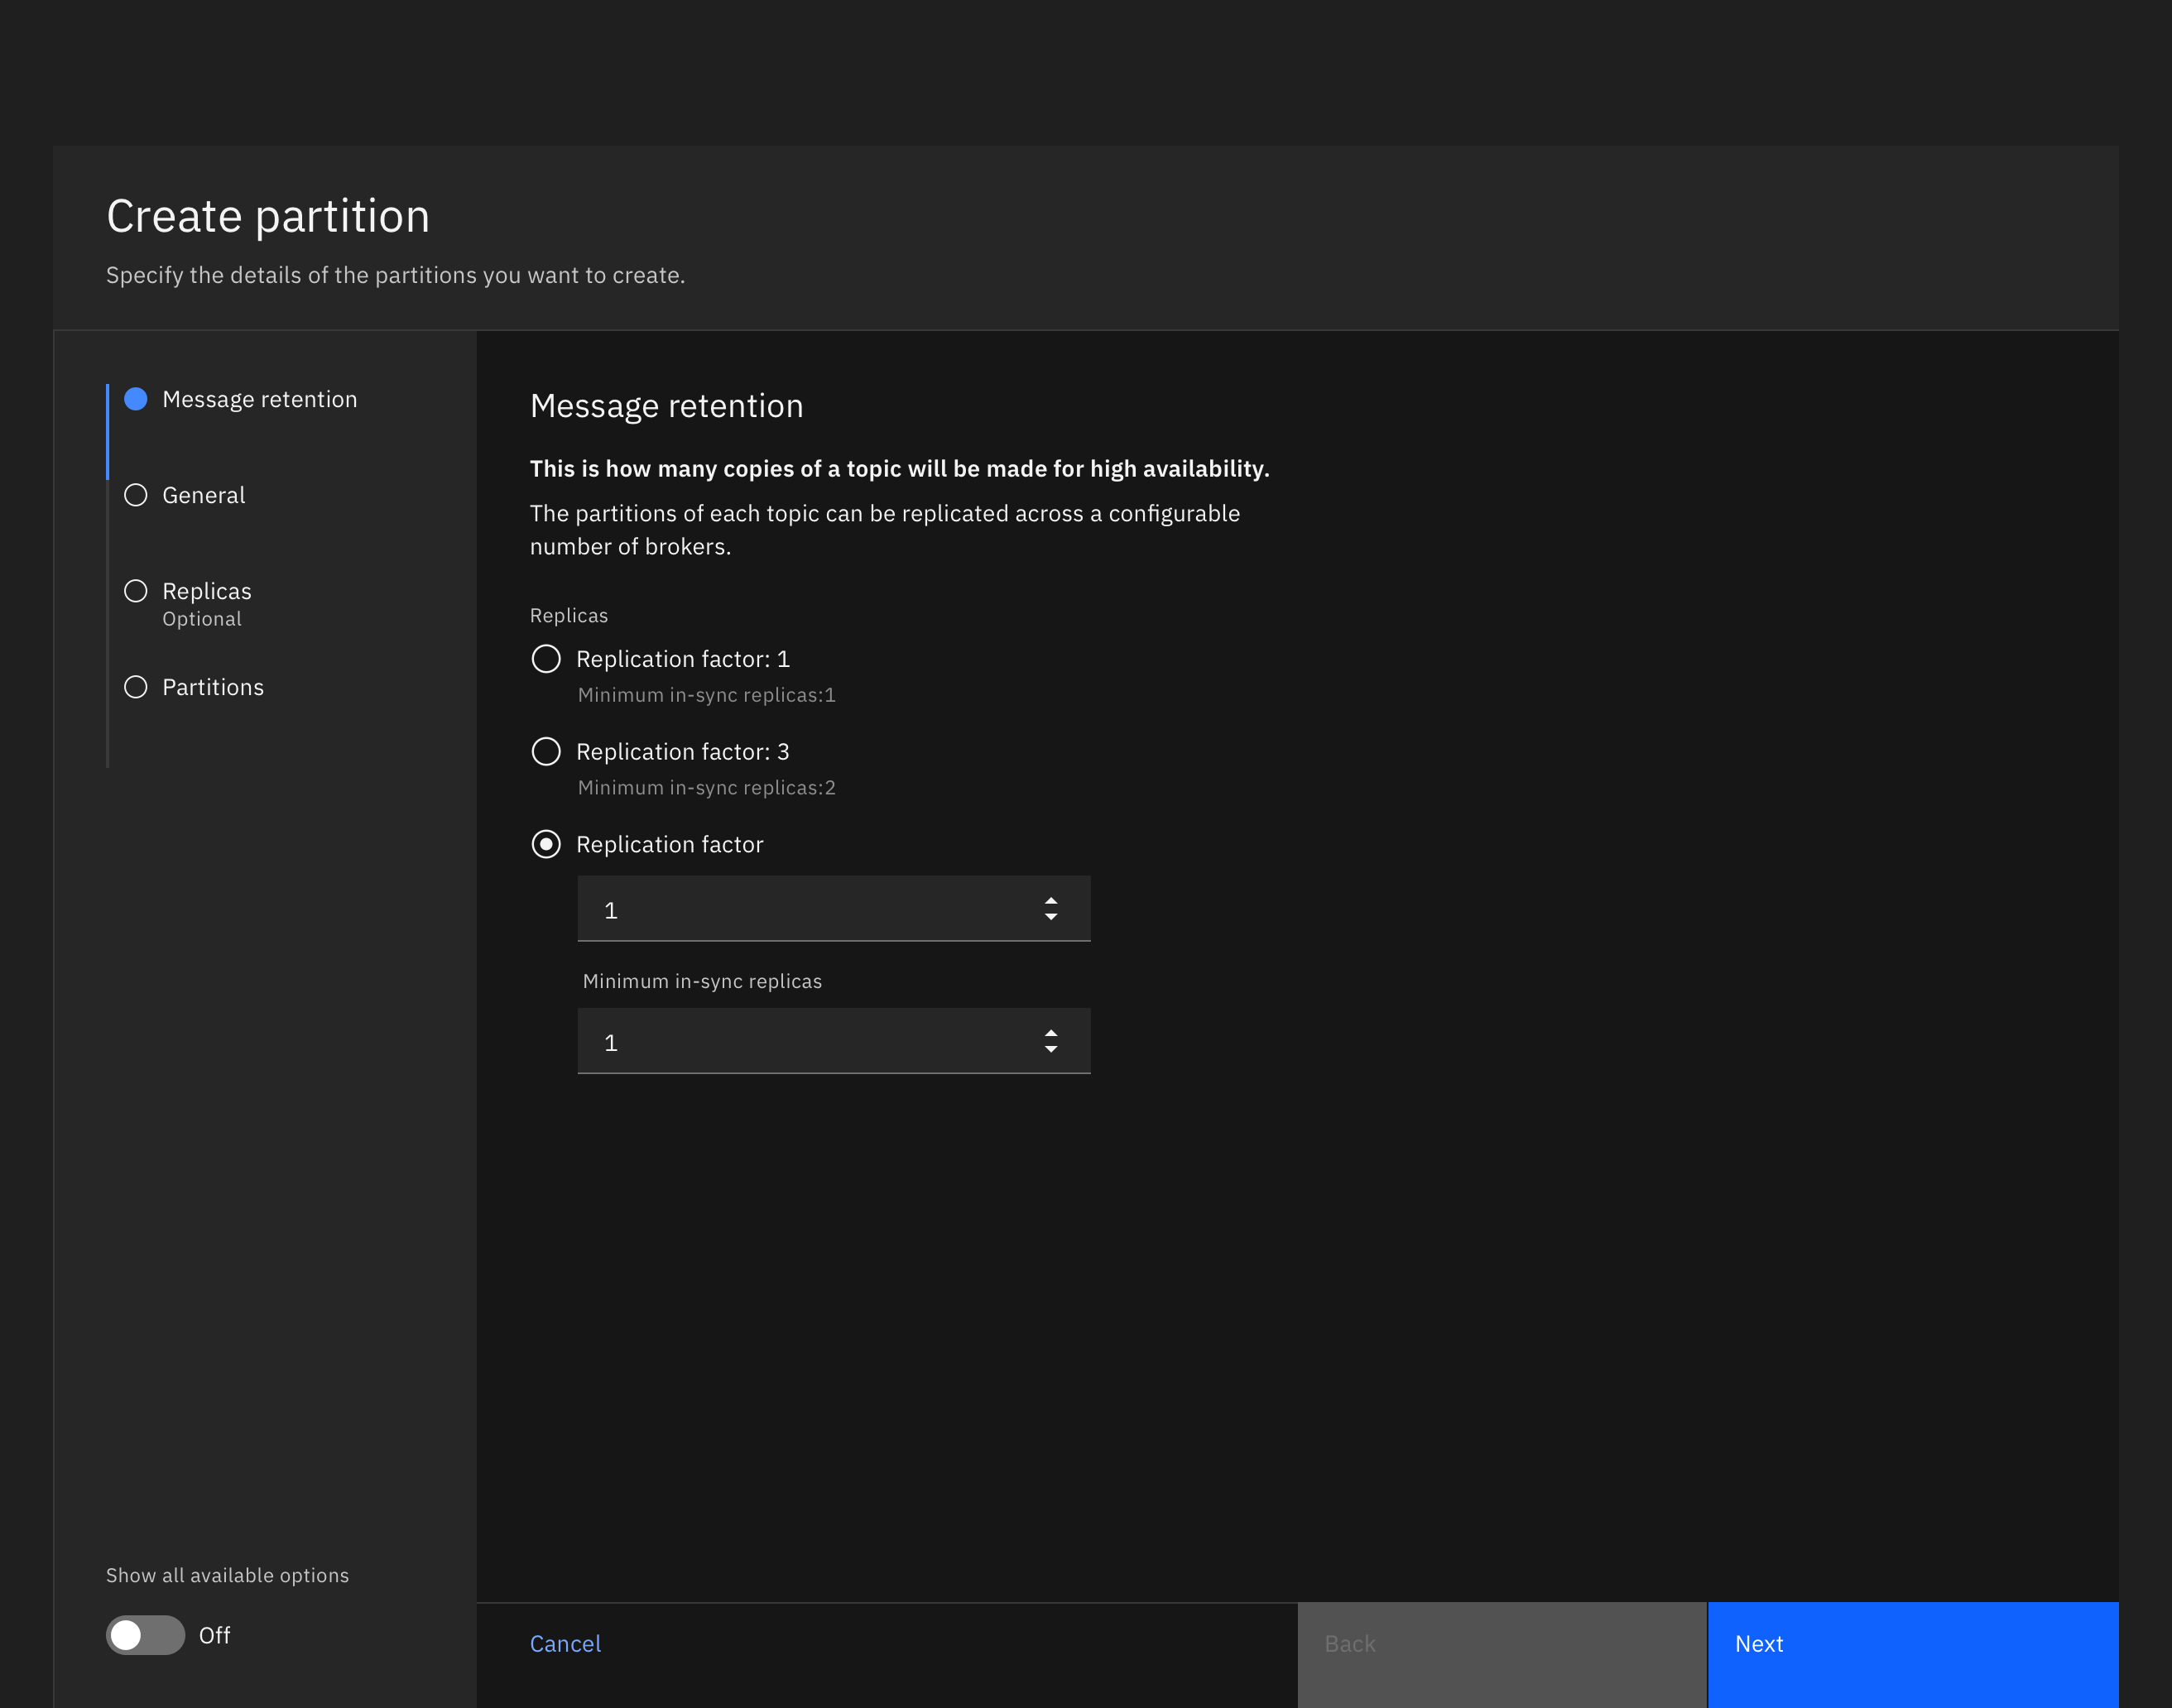 Create partition
Specify the details of the partitions you want to create.
Message retention
General
Replicas
Optional
Partitions
Show all available options
Off
Message retention
This is how many copies of a topic will be made for high availability.
The partitions of each topic can be replicated across a configurable
number of brokers.
Replicas
Replication factor: 1
Minimum in-sync replicas:1
Replication factor: 3
Minimum in-sync replicas:2
Replication factor
1
Minimum in-sync replicas
1
Cancel
Back
Next